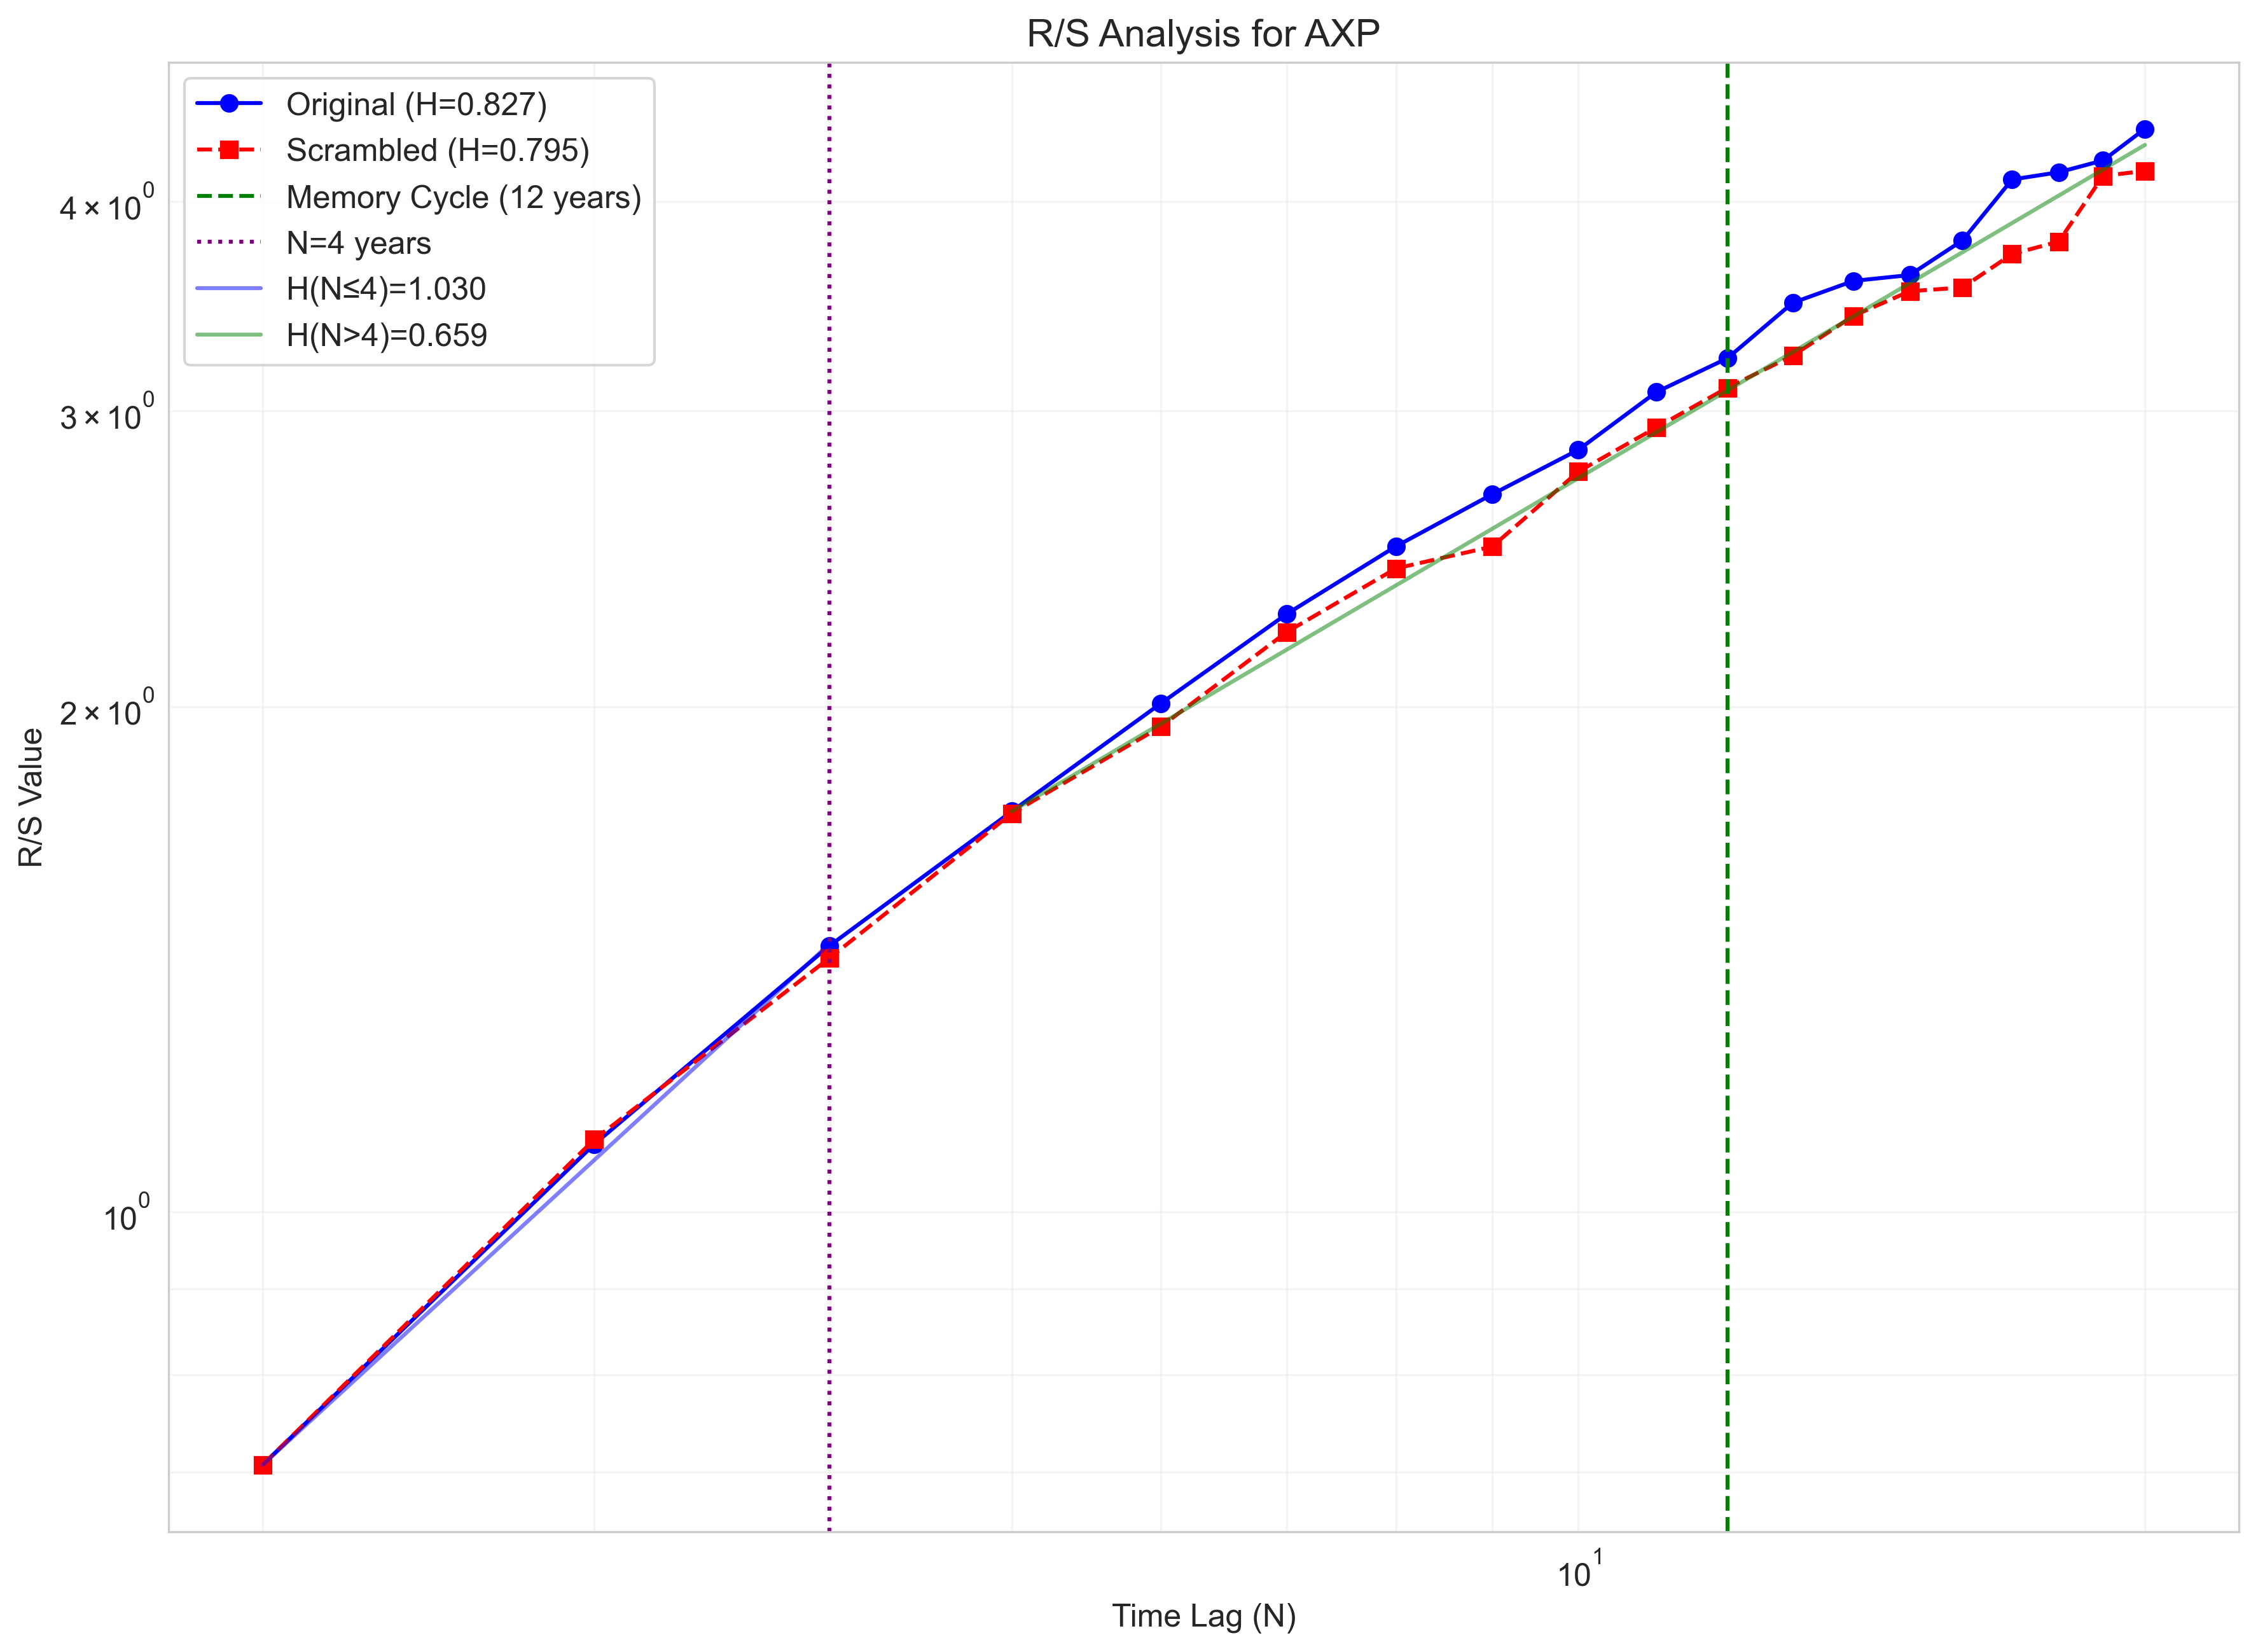 R/S Analysis for AXP
Original (H=0.827)
Scrambled (H=0.795)
Memory Cycle (12 years)
N=4 years
H(N≤4)=1.030
H(N>4)=0.659
4 × 10⁰
3 × 10⁰
2 × 10⁰
10⁰
R/S Value
10¹
Time Lag (N)